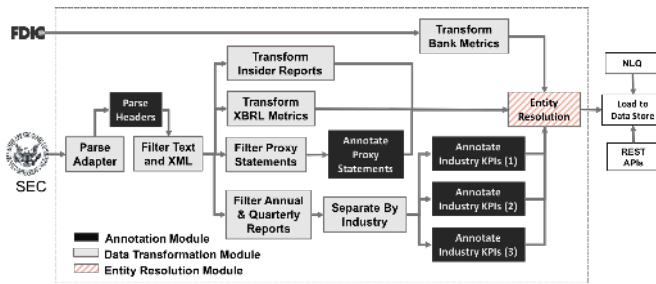 FDIC
Transform
Bank Metrics
Transform
Insider Reports
NLQ
Parse
Headers
Transform
XBRL Metrics
Entity
Resolution
Load to
Data Store
Parse
Adapter
Filter Text
and XML
Filter Proxy
Statements
Annotate
Proxy
Statements
Annotate
Industry KPIs (1)
REST
APIs
SEC
Filter Annual
& Quarterly
Reports
Separate By
Industry
Annotate
Industry KPIs (2)
Annotate
Industry KPIs (3)
Annotation Module
Data Transformation Module
Entity Resolution Module